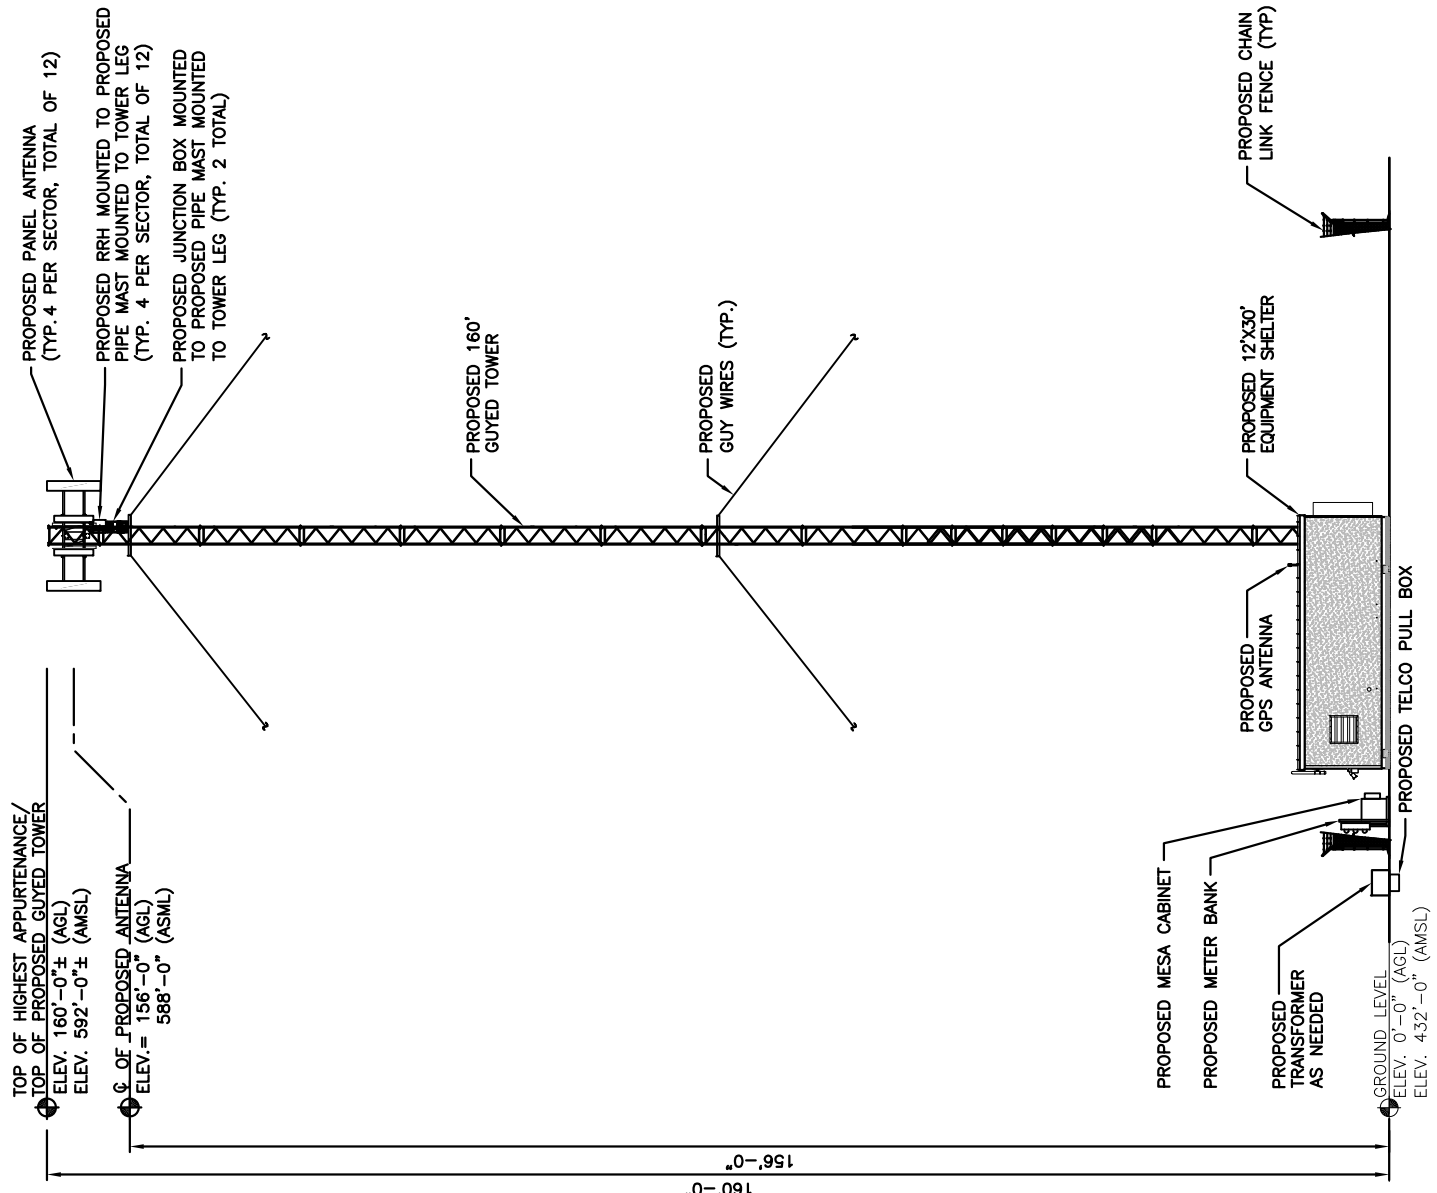 TOP OF HIGHEST APPURTENANCE/
TOP OF PROPOSED GUYED TOWER
ELEV. 160'-0"± (AGL)
ELEV. 592'-0"± (AMSL)
℄ OF PROPOSED ANTENNA
ELEV.= 156'-0" (AGL)
588'-0" (ASML)
PROPOSED PANEL ANTENNA
(TYP. 4 PER SECTOR, TOTAL OF 12)
PROPOSED RRH MOUNTED TO PROPOSED
PIPE MAST MOUNTED TO TOWER LEG
(TYP. 4 PER SECTOR, TOTAL OF 12)
PROPOSED JUNCTION BOX MOUNTED
TO PROPOSED PIPE MAST MOUNTED
TO TOWER LEG (TYP. 2 TOTAL)
PROPOSED 160'
GUYED TOWER
PROPOSED
GUY WIRES (TYP.)
PROPOSED 12'X30'
EQUIPMENT SHELTER
PROPOSED CHAIN
LINK FENCE (TYP)
PROPOSED
GPS ANTENNA
PROPOSED MESA CABINET
PROPOSED METER BANK
PROPOSED
TRANSFORMER
AS NEEDED
PROPOSED TELCO PULL BOX
GROUND LEVEL
ELEV. 0'-0" (AGL)
ELEV. 432'-0" (AMSL)
156'-0"
160'-0"